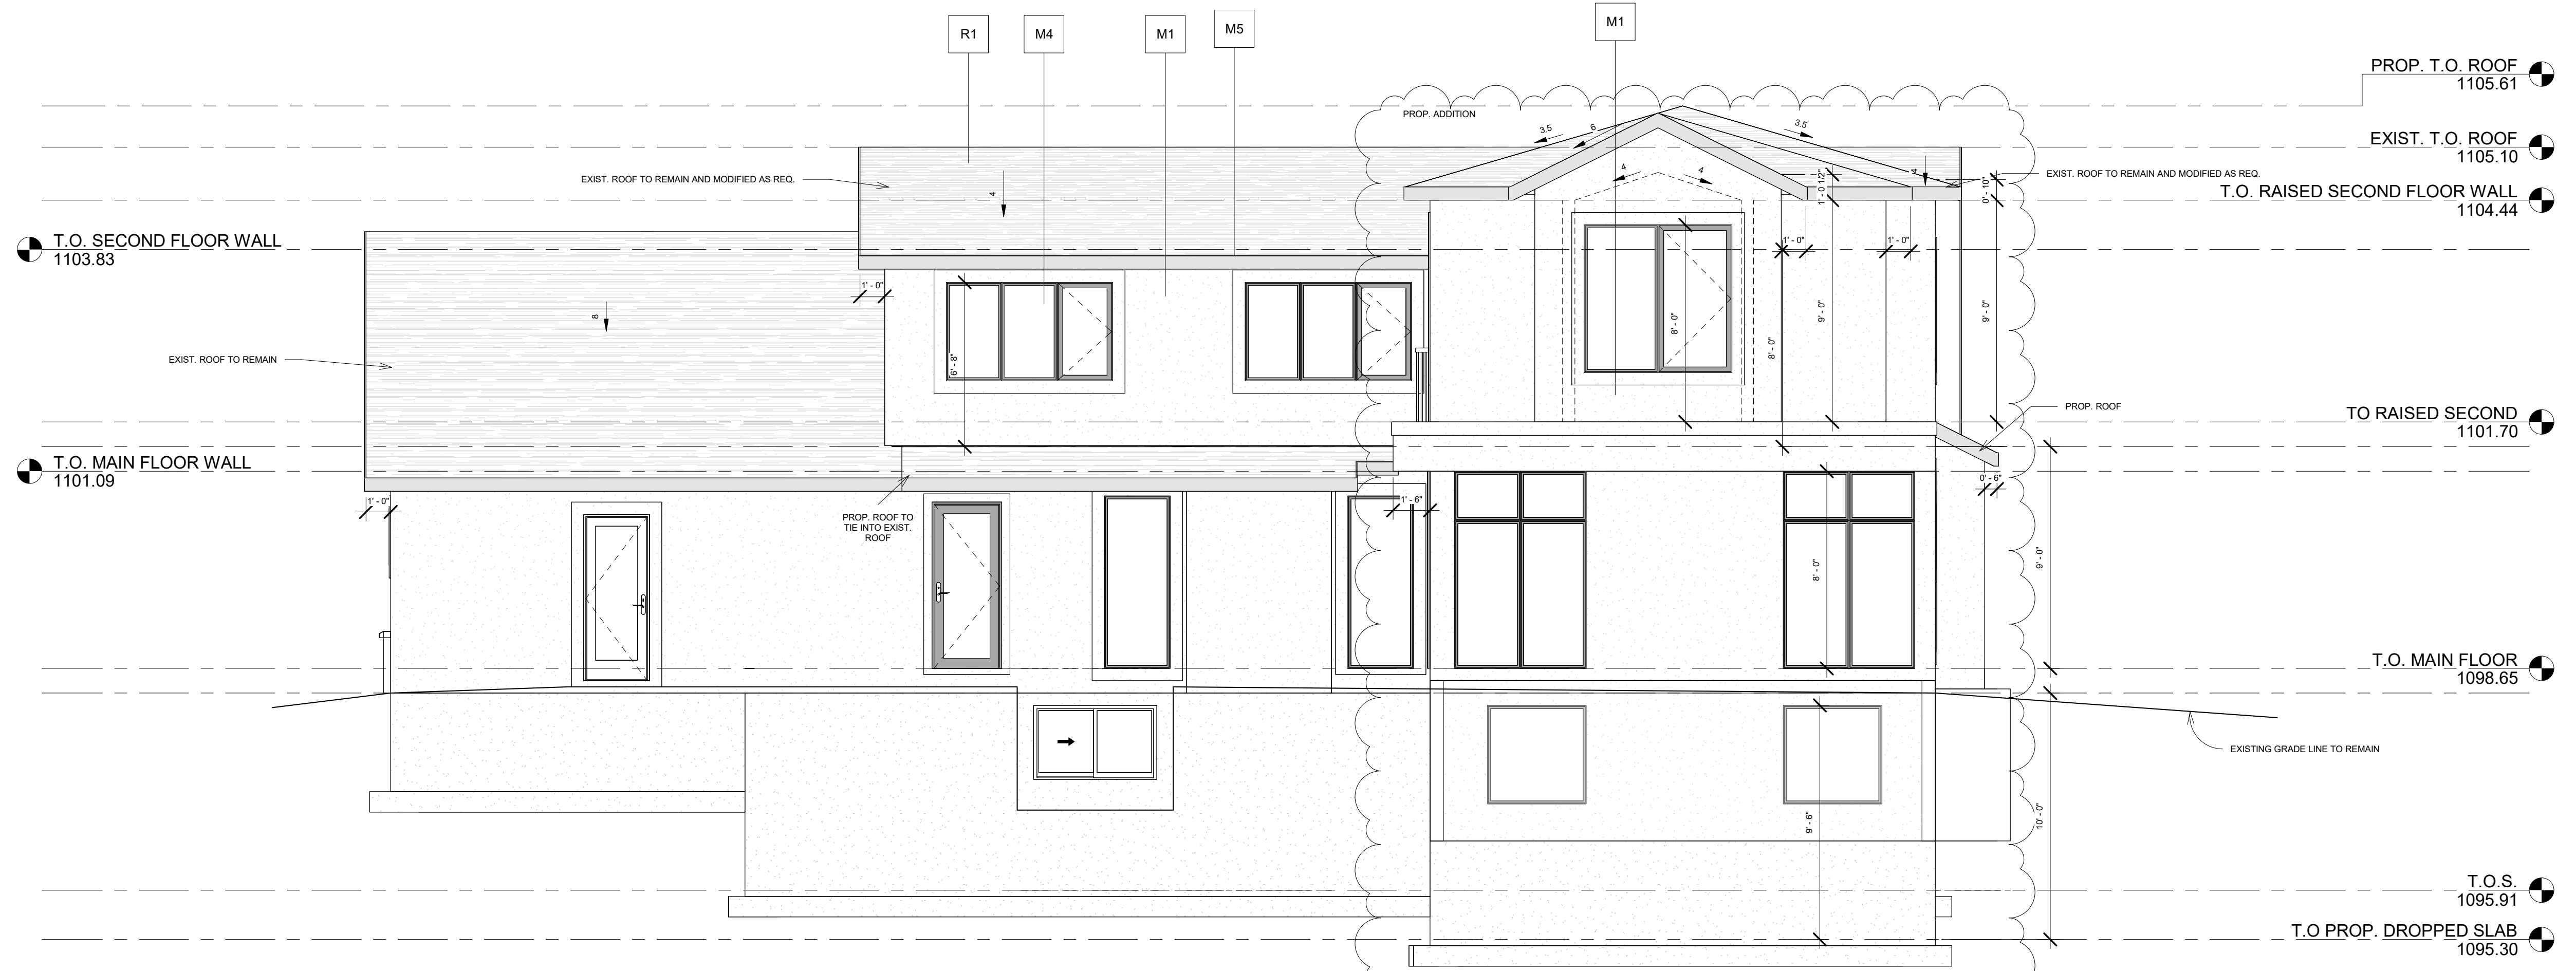 R1
M4
M1
M5
M1
PROP. T.O. ROOF
1105.61
PROP. ADDITION
3.5
6
3.5
EXIST. T.O. ROOF
1105.10
EXIST. ROOF TO REMAIN AND MODIFIED AS REQ.
4
4
4
1' - 0 1/2"
4
0' - 10"
EXIST. ROOF TO REMAIN AND MODIFIED AS REQ.
T.O. RAISED SECOND FLOOR WALL
1104.44
T.O. SECOND FLOOR WALL
1103.83
1' - 0"
1' - 0"
1' - 0"
8
6' - 8"
8' - 0"
8' - 0"
9' - 0"
9' - 0"
EXIST. ROOF TO REMAIN
PROP. ROOF
TO RAISED SECOND
1101.70
T.O. MAIN FLOOR WALL
1101.09
1' - 0"
1' - 6"
0' - 6"
PROP. ROOF TO
TIE INTO EXIST.
ROOF
8' - 0"
9' - 0"
T.O. MAIN FLOOR
1098.65
EXISTING GRADE LINE TO REMAIN
9' - 6"
10' - 0"
T.O.S.
1095.91
T.O PROP. DROPPED SLAB
1095.30